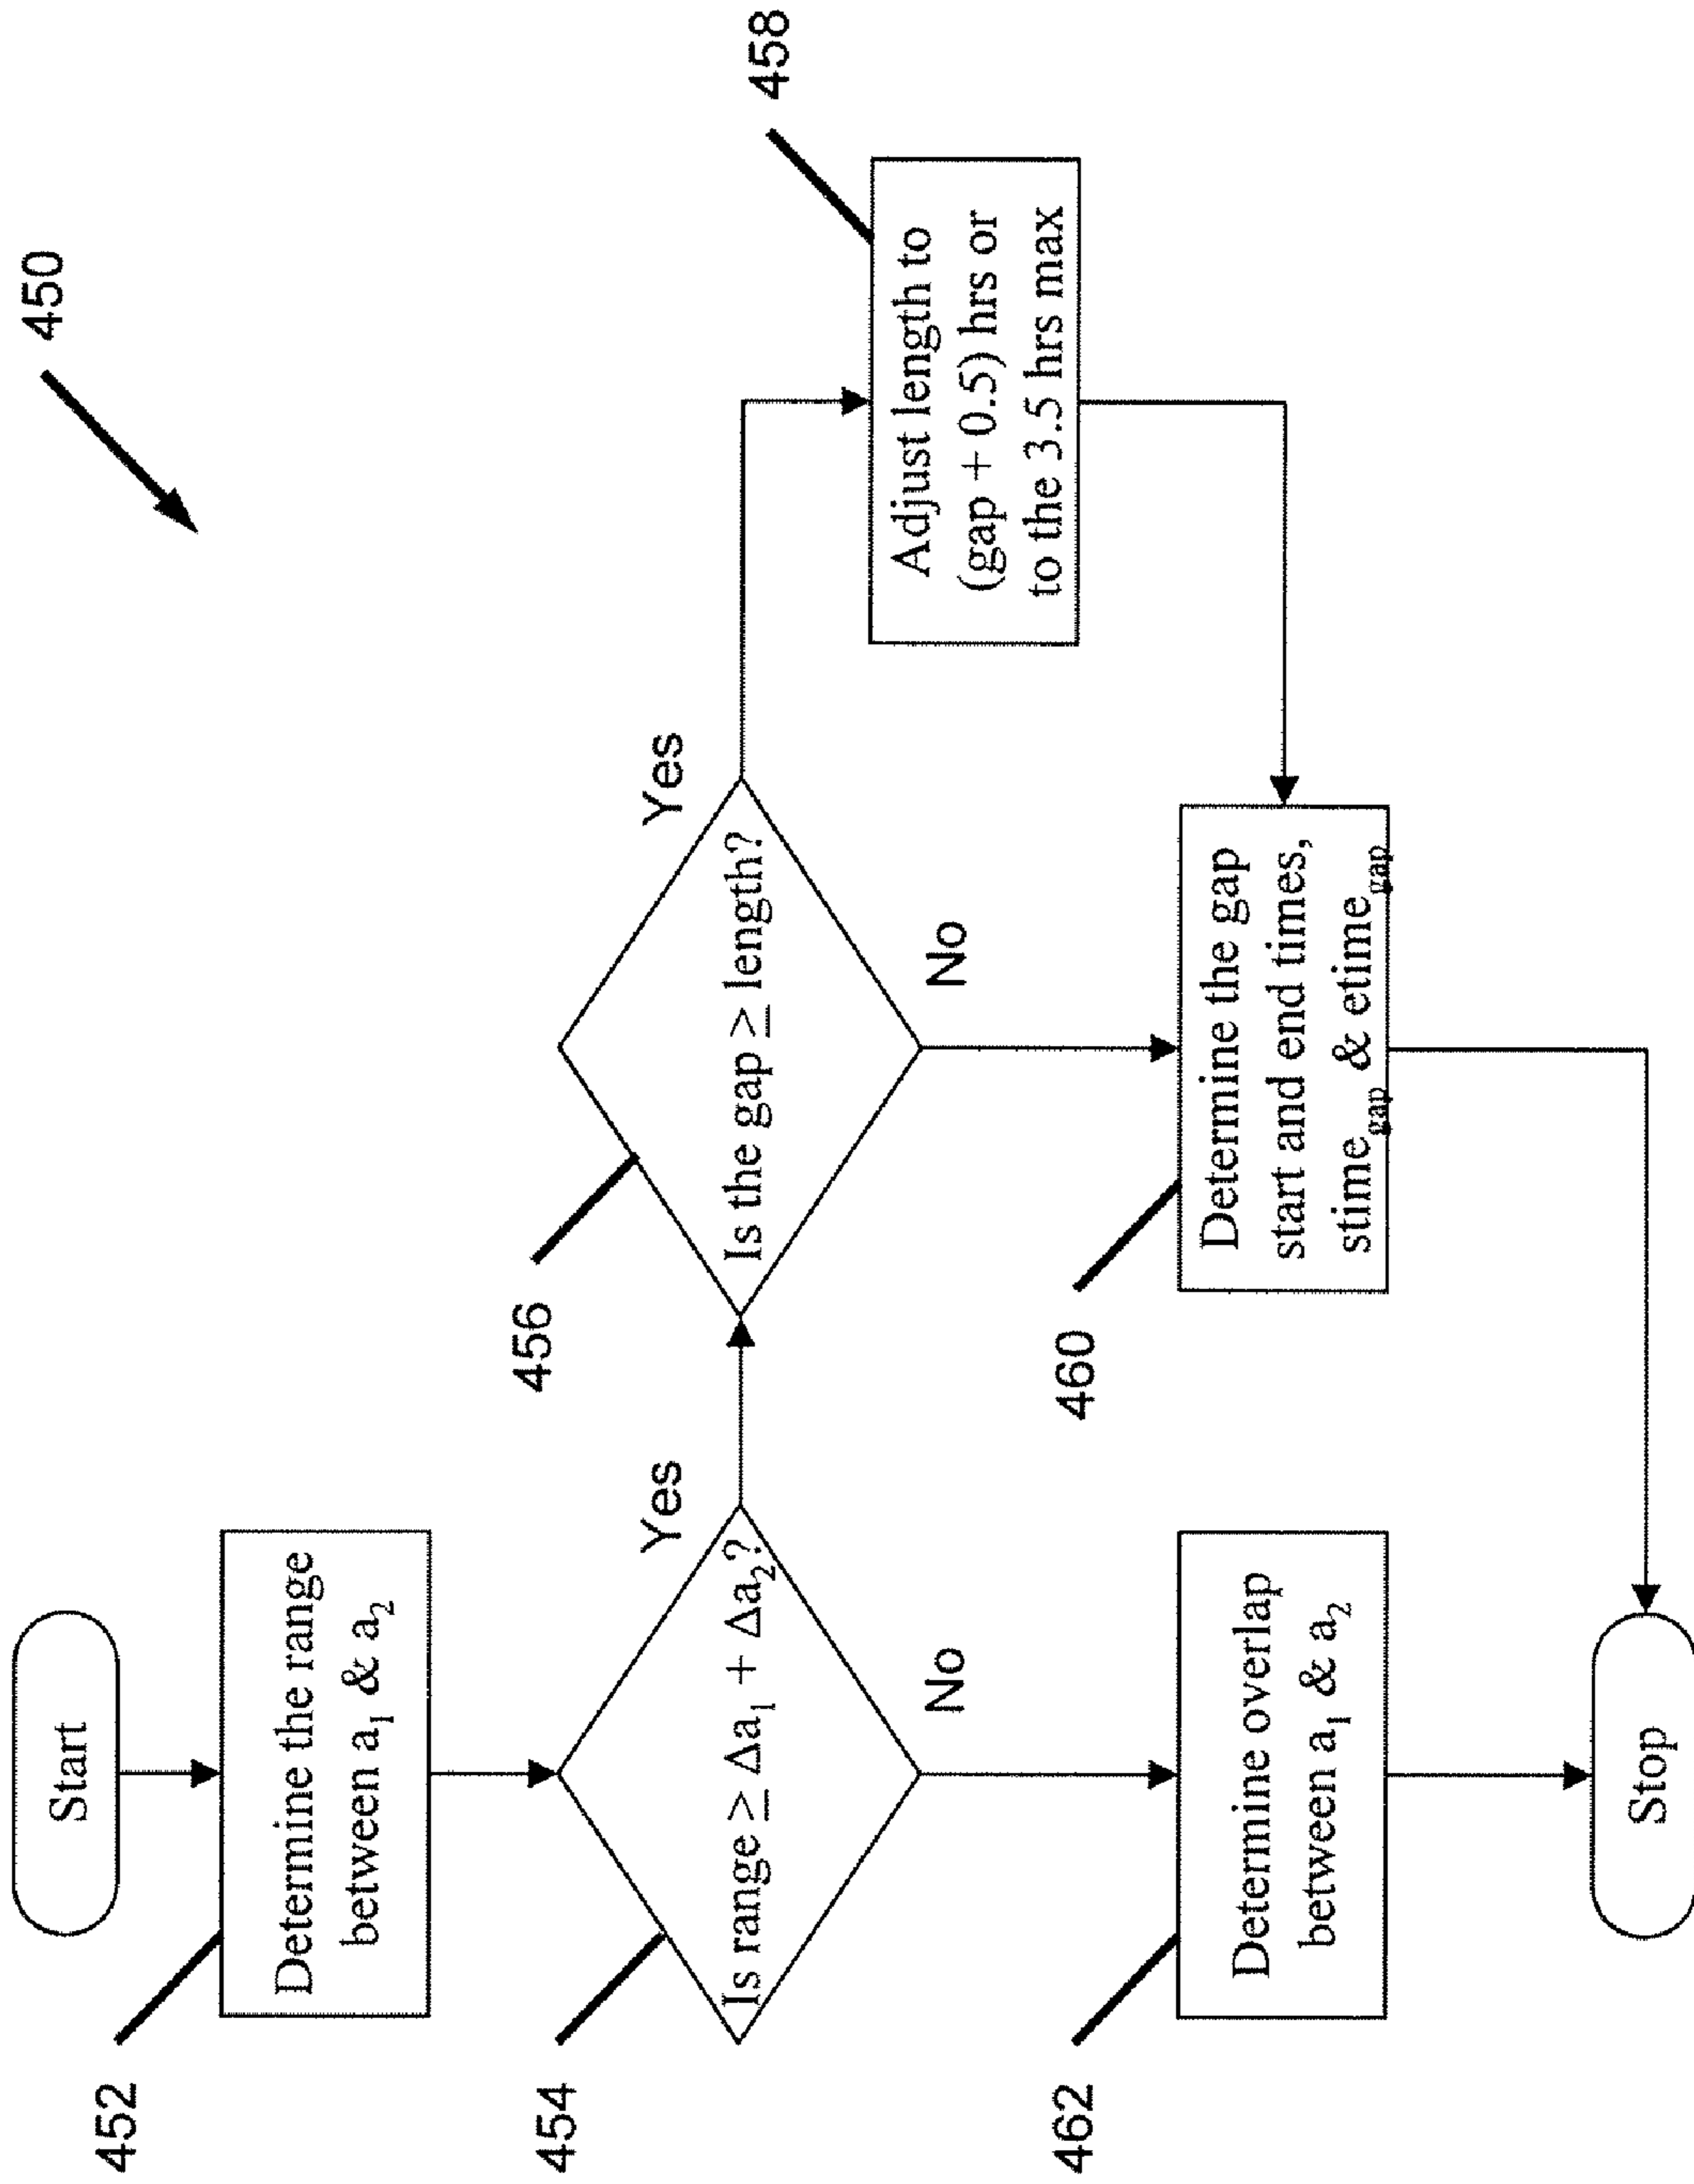 450
Start
452
Determine the range
between a₁ & a₂
454
Is range ≥ Δa₁ + Δa₂?
Yes
No
456
Is the gap ≥ length?
Yes
No
458
Adjust length to
(gap + 0.5) hrs or
to the 3.5 hrs max
460
Determine the gap
start and end times,
stime_gap & etime_gap
462
Determine overlap
between a₁ & a₂
Stop